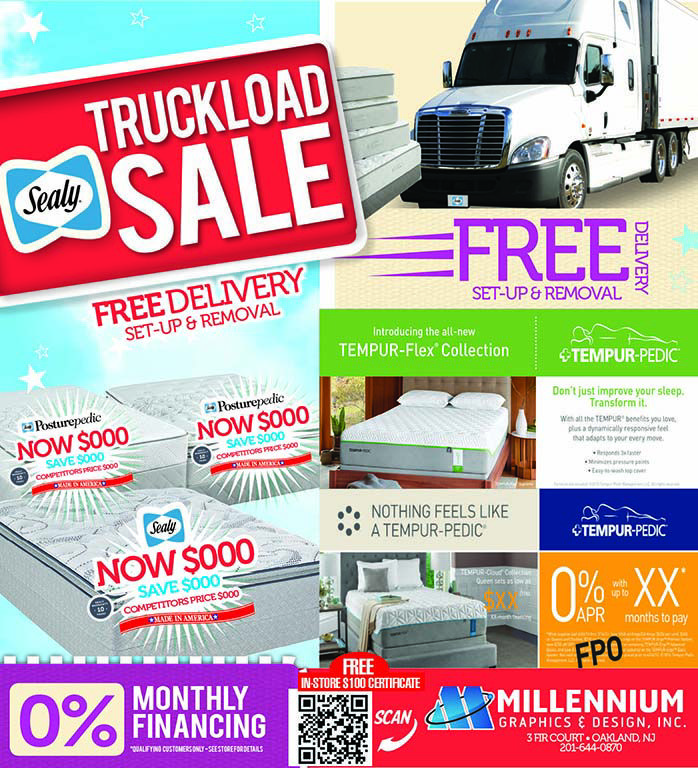 TRUCKLOAD
SALE
Sealy
FREE DELIVERY
SET-UP & REMOVAL
FREE
DELIVERY
SET-UP & REMOVAL
Posturepedic
NOW $000
SAVE $000
COMPETITORS PRICE $000
MADE IN AMERICA
Posturepedic
NOW $000
SAVE $000
COMPETITORS PRICE $000
MADE IN AMERICA
Sealy
NOW $000
SAVE $000
COMPETITORS PRICE $000
MADE IN AMERICA
Introducing the all-new
TEMPUR-Flex® Collection
TEMPUR-PEDIC
Don't just improve your sleep.
Transform it.
With all the TEMPUR® benefits you love,
plus a dynamically responsive feel
that adapts to your every move.
• Responds 3x faster
• Minimizes pressure points
• Easy-to-wash top cover
NOTHING FEELS LIKE
A TEMPUR-PEDIC®
TEMPUR-PEDIC
TEMPUR-Cloud® Collection
Queen sets as low as
$XX
/mo.
0%
APR
with
up to
XX*
months to pay
FPO
0%
MONTHLY
FINANCING
*QUALIFYING CUSTOMERS ONLY - SEE STORE FOR DETAILS
FREE
IN-STORE $100 CERTIFICATE
SCAN
MILLENNIUM
GRAPHICS & DESIGN, INC.
3 FIR COURT • OAKLAND, NJ
201-644-0870